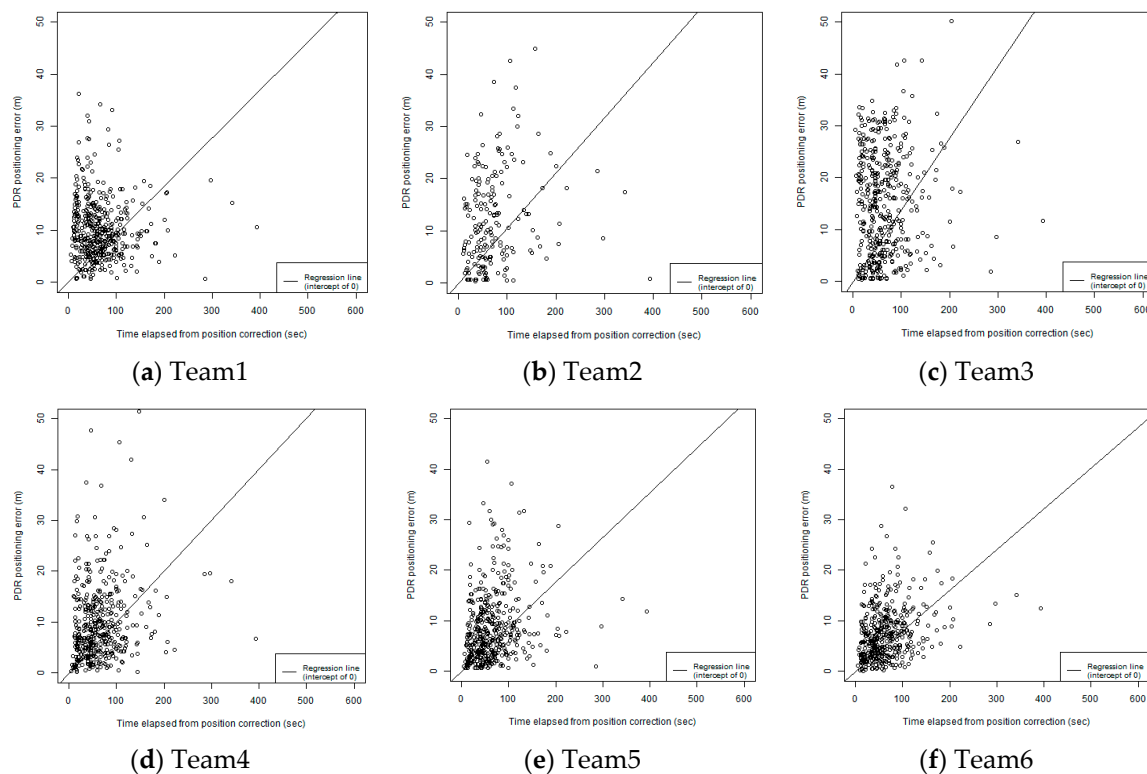 PDR positioning error (m)
0 10 20 30 40 50
0 100 200 300 400 500 600
Regression line
(intercept of 0)
Time elapsed from position correction (sec)
(a) Team1
PDR positioning error (m)
0 10 20 30 40 50
0 100 200 300 400 500 600
Regression line
(intercept of 0)
Time elapsed from position correction (sec)
(b) Team2
PDR positioning error (m)
0 10 20 30 40 50
0 100 200 300 400 500 600
Regression line
(intercept of 0)
Time elapsed from position correction (sec)
(c) Team3
PDR positioning error (m)
0 10 20 30 40 50
0 100 200 300 400 500 600
Regression line
(intercept of 0)
Time elapsed from position correction (sec)
(d) Team4
PDR positioning error (m)
0 10 20 30 40 50
0 100 200 300 400 500 600
Regression line
(intercept of 0)
Time elapsed from position correction (sec)
(e) Team5
PDR positioning error (m)
0 10 20 30 40 50
0 100 200 300 400 500 600
Regression line
(intercept of 0)
Time elapsed from position correction (sec)
(f) Team6